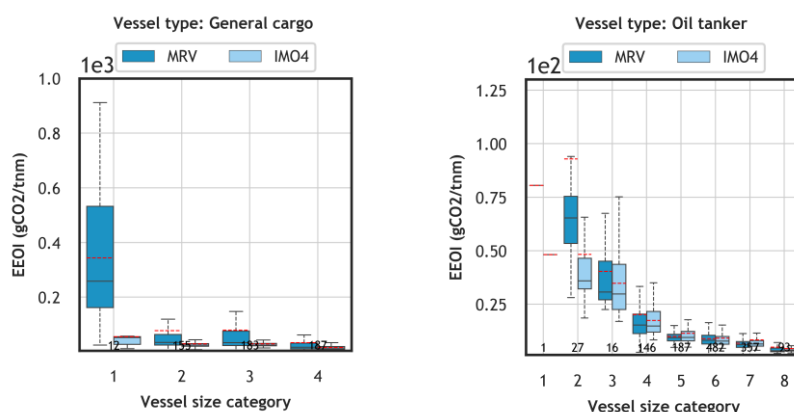 Vessel type: General cargo
MRV IMO4
1e3
1.0
0.8
0.6
0.4
0.2
EEOI (gCO2/tnm)
12 155 183 187
1 2 3 4
Vessel size category
Vessel type: Oil tanker
MRV IMO4
1e2
1.25
1.00
0.75
0.50
0.25
EEOI (gCO2/tnm)
1 27 16 146 187 482 357 93
1 2 3 4 5 6 7 8
Vessel size category